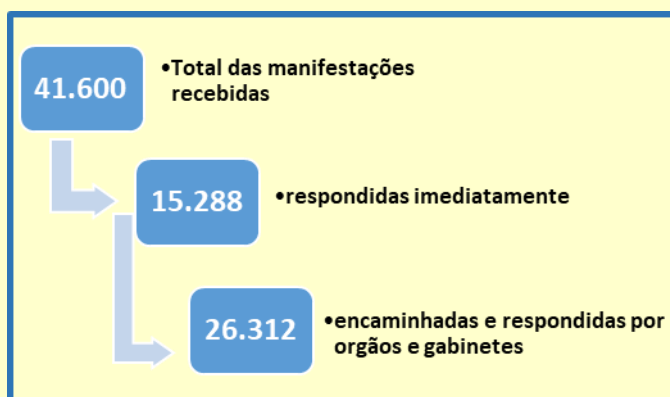 41.600
•Total das manifestações
recebidas
15.288
•respondidas imediatamente
26.312
•encaminhadas e respondidas por
orgãos e gabinetes